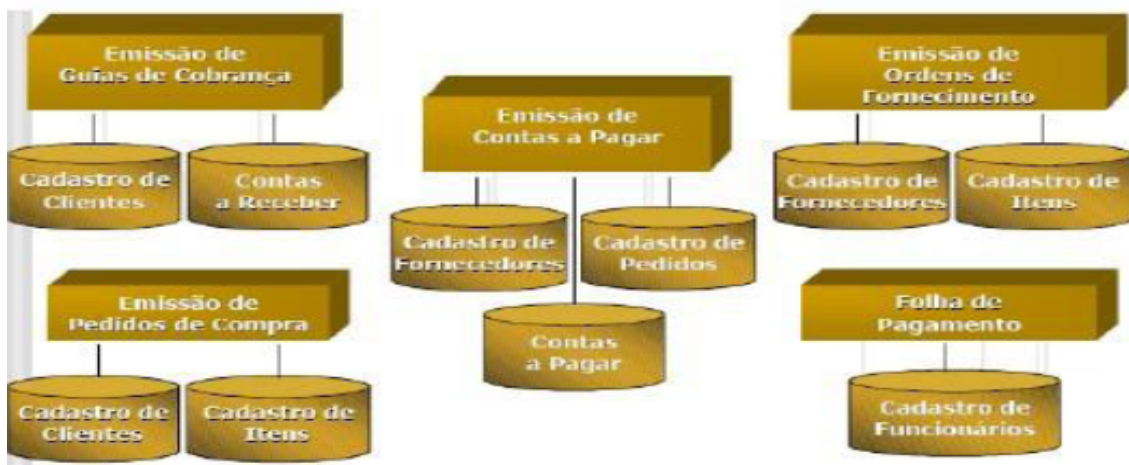 Emissão de
Guias de Cobrança
Cadastro de
Clientes
Contas
a Receber
Emissão de
Contas a Pagar
Cadastro de
Fornecedores
Cadastro de
Pedidos
Contas
a Pagar
Emissão de
Ordens de
Fornecimento
Cadastro de
Fornecedores
Cadastro de
Itens
Emissão de
Pedidos de Compra
Cadastro de
Clientes
Cadastro de
Itens
Folha de
Pagamento
Cadastro de
Funcionários